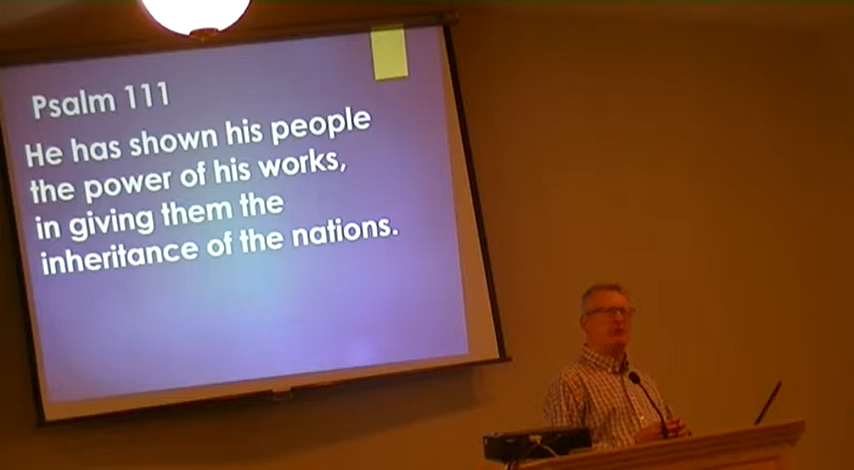 Psalm 111
He has shown his people
the power of his works,
in giving them the
inheritance of the nations.